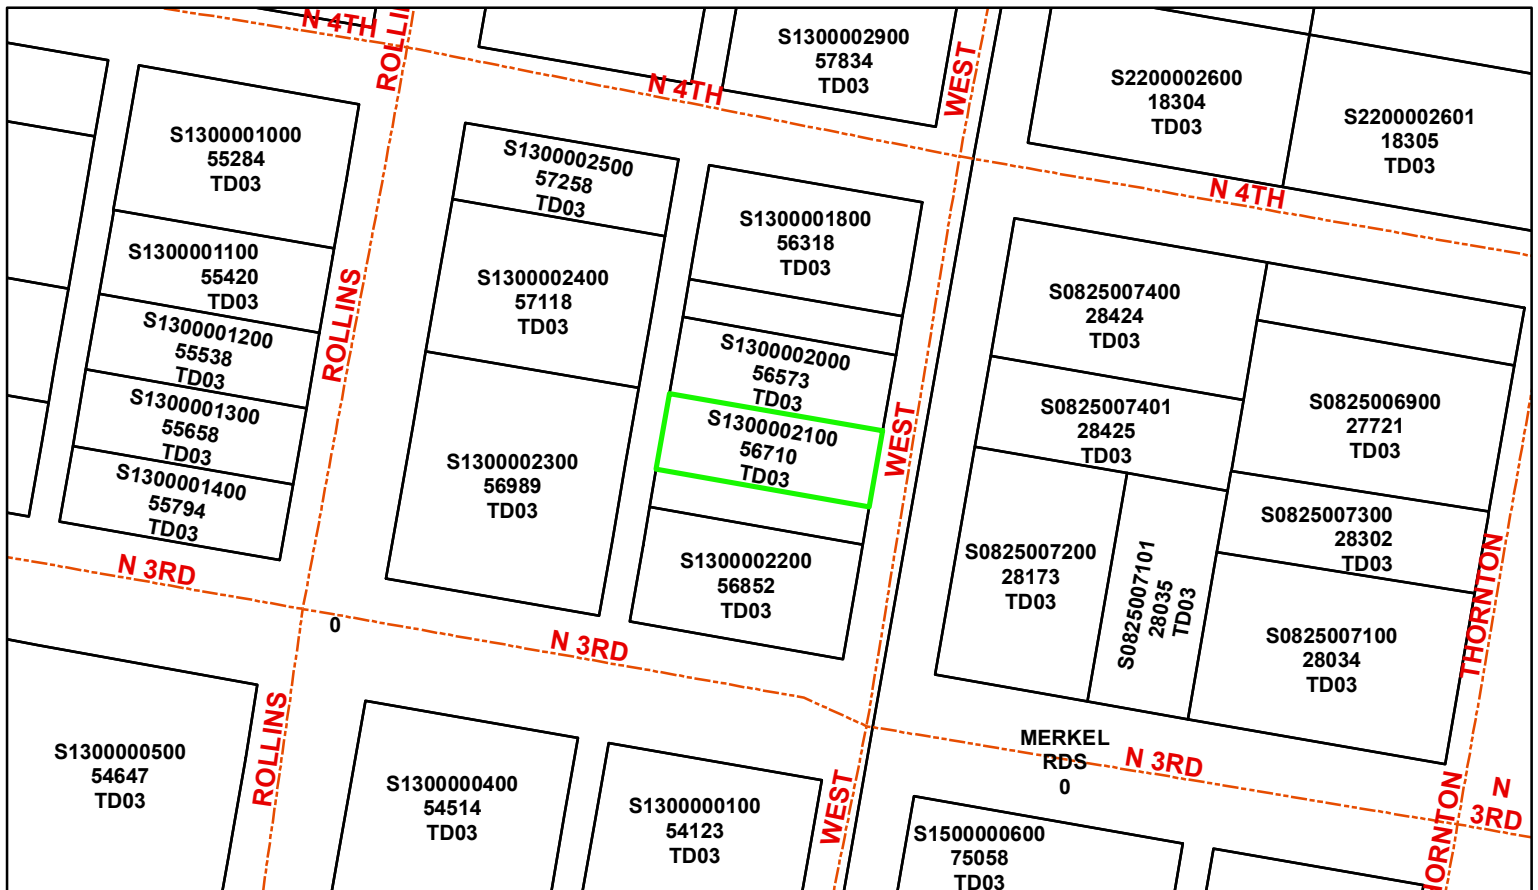 N 4TH
ROLLIN
S1300002900
57834
TD03
WEST
S2200002600
18304
TD03
S2200002601
18305
TD03
N 4TH
S1300001000
55284
TD03
S1300002500
57258
TD03
S1300001800
56318
TD03
N 4TH
S1300001100
55420
TD03
S1300002400
57118
TD03
S0825007400
28424
TD03
ROLLINS
S1300001200
55538
TD03
S1300002000
56573
TD03
S1300001300
55658
TD03
S1300002100
56710
TD03
WEST
S0825007401
28425
TD03
S0825006900
27721
TD03
S1300001400
55794
TD03
S1300002300
56989
TD03
S0825007300
28302
TD03
THORNTON
N 3RD
S1300002200
56852
TD03
S0825007200
28173
TD03
S0825007101
28035
TD03
S0825007100
28034
TD03
0
N 3RD
ROLLINS
S1300000500
54647
TD03
S1300000400
54514
TD03
S1300000100
54123
TD03
WEST
MERKEL
RDS
0
N 3RD
N
3RD
HORNTON
S1500000600
75058
TD03